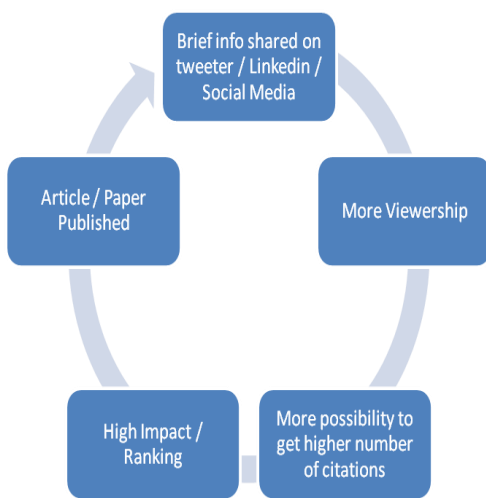 Brief info shared on
tweeter / Linkedin /
Social Media
More Viewership
More possibility to
get higher number
of citations
High Impact /
Ranking
Article / Paper
Published